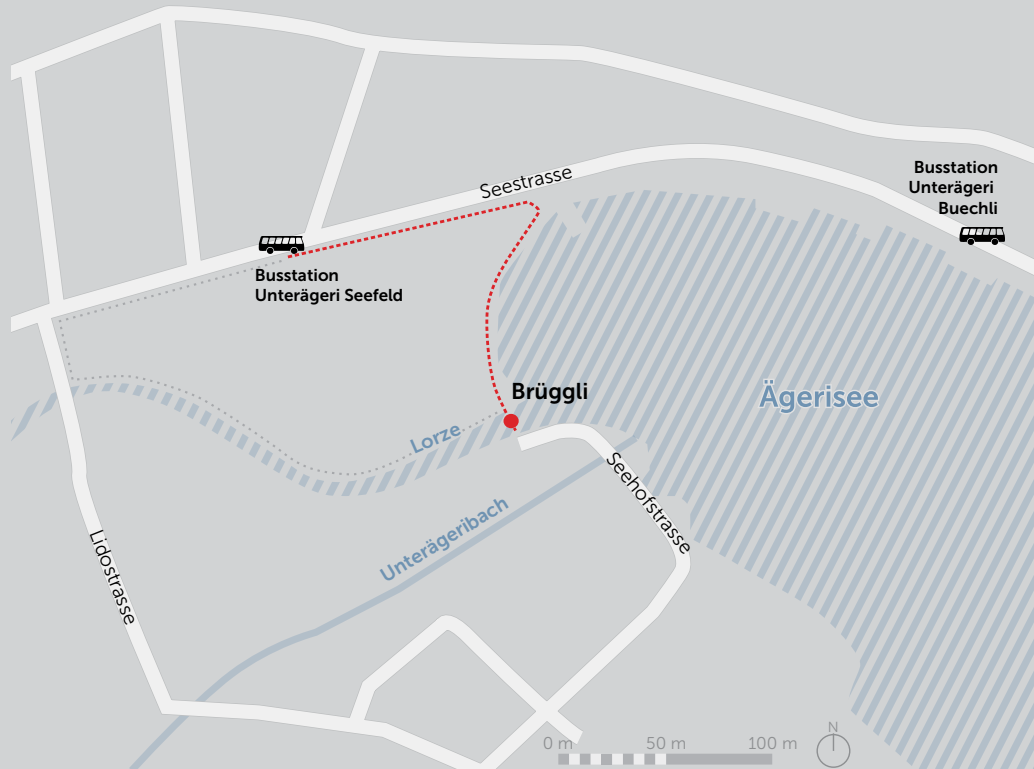 Seestrasse
Busstation
Unterägeri
Buechli
Busstation
Unterägeri Seefeld
Brüggli
Ägerisee
Lorze
Seehofstrasse
Unterägeribach
Lidostrasse
0 m 50 m 100 m
N